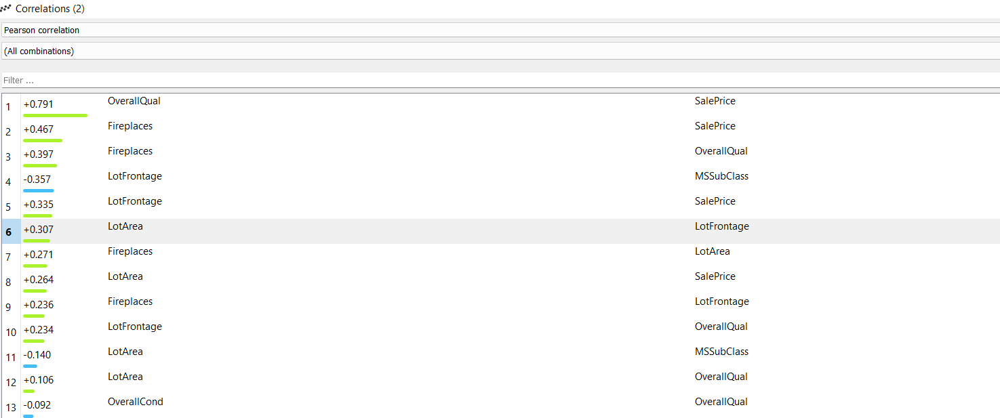 Correlations (2)
Pearson correlation
(All combinations)
Filter ...
1 +0.791 OverallQual SalePrice
2 +0.467 Fireplaces SalePrice
3 +0.397 Fireplaces OverallQual
4 -0.357 LotFrontage MSSubClass
5 +0.335 LotFrontage SalePrice
6 +0.307 LotArea LotFrontage
7 +0.271 Fireplaces LotArea
8 +0.264 LotArea SalePrice
9 +0.236 Fireplaces LotFrontage
10 +0.234 LotFrontage OverallQual
11 -0.140 LotArea MSSubClass
12 +0.106 LotArea OverallQual
13 -0.092 OverallCond OverallQual